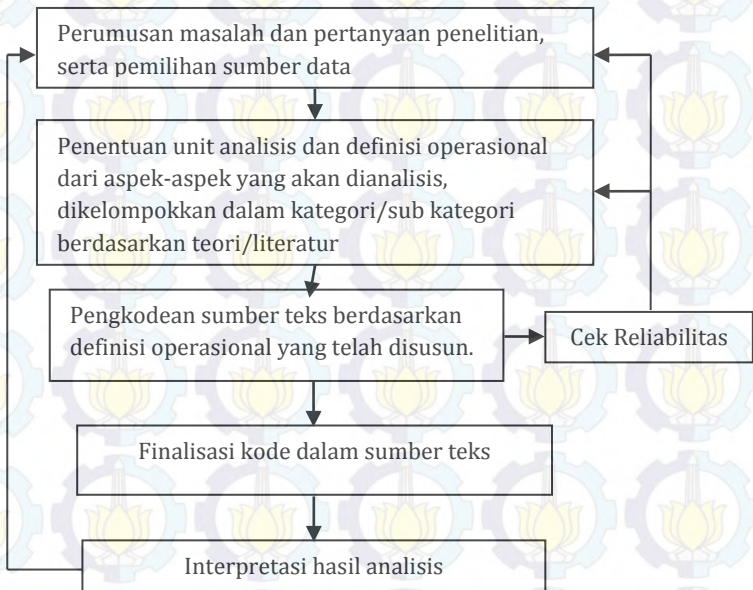 Perumusan masalah dan pertanyaan penelitian,
serta pemilihan sumber data
Penentuan unit analisis dan definisi operasional
dari aspek-aspek yang akan dianalisis,
dikelompokkan dalam kategori/sub kategori
berdasarkan teori/literatur
Pengkodean sumber teks berdasarkan
definisi operasional yang telah disusun.
Cek Reliabilitas
Finalisasi kode dalam sumber teks
Interpretasi hasil analisis